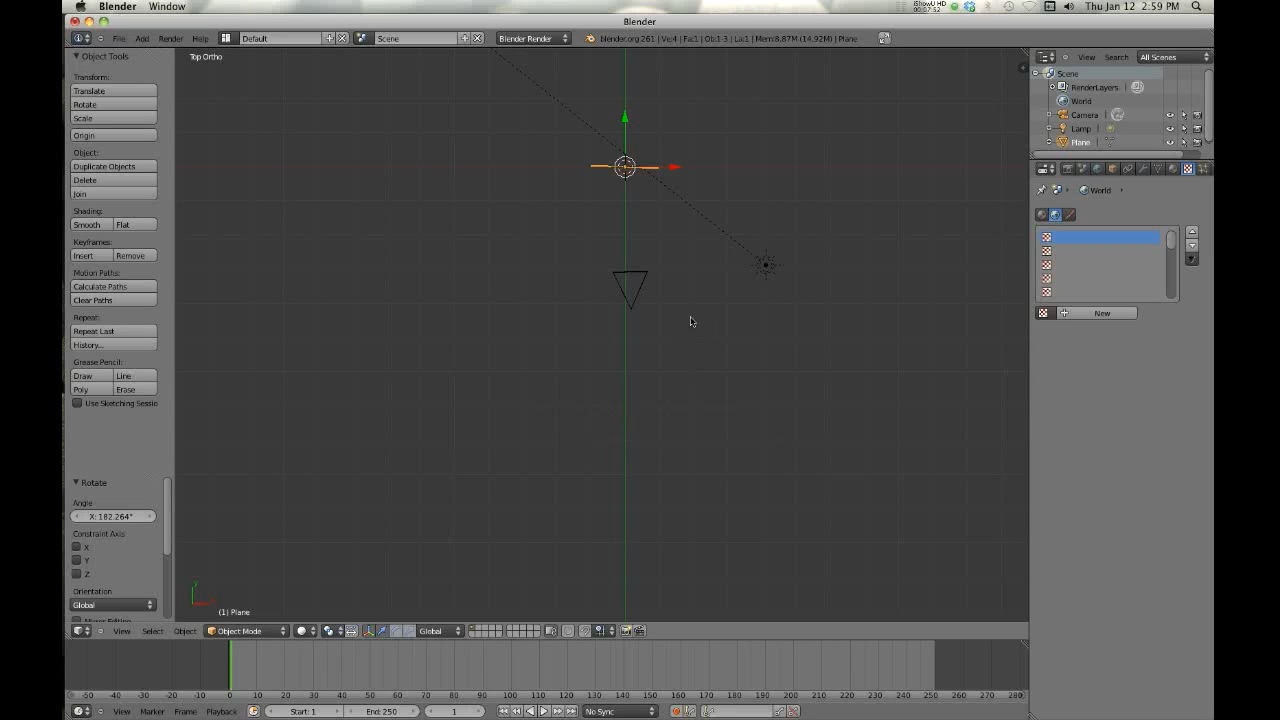 Blender Window iShowU HD 00:07:52 Thu Jan 12 2:59 PM
Blender
File Add Render Help Default Scene Blender Render blender.org 261 | Ve:4 | Fa:1 | Ob:1-3 | La:1 | Mem:8.87M (14.92M) | Plane
Object Tools
Transform:
Translate
Rotate
Scale
Origin
Object:
Duplicate Objects
Delete
Join
Shading:
Smooth Flat
Keyframes:
Insert Remove
Motion Paths:
Calculate Paths
Clear Paths
Repeat:
Repeat Last
History...
Grease Pencil:
Draw Line
Poly Erase
Use Sketching Sessio
Rotate
Angle
X: 182.264°
Constraint Axis
X
Y
Z
Orientation
Global
Top Ortho
(1) Plane
View Search All Scenes
Scene
RenderLayers
World
Camera
Lamp
Plane
World
New
View Select Object Object Mode Global
-50 -40 -30 -20 -10 0 10 20 30 40 50 60 70 80 90 100 110 120 130 140 150 160 170 180 190 200 210 220 230 240 250 260 270 280
View Marker Frame Playback Start: 1 End: 250 1 No Sync